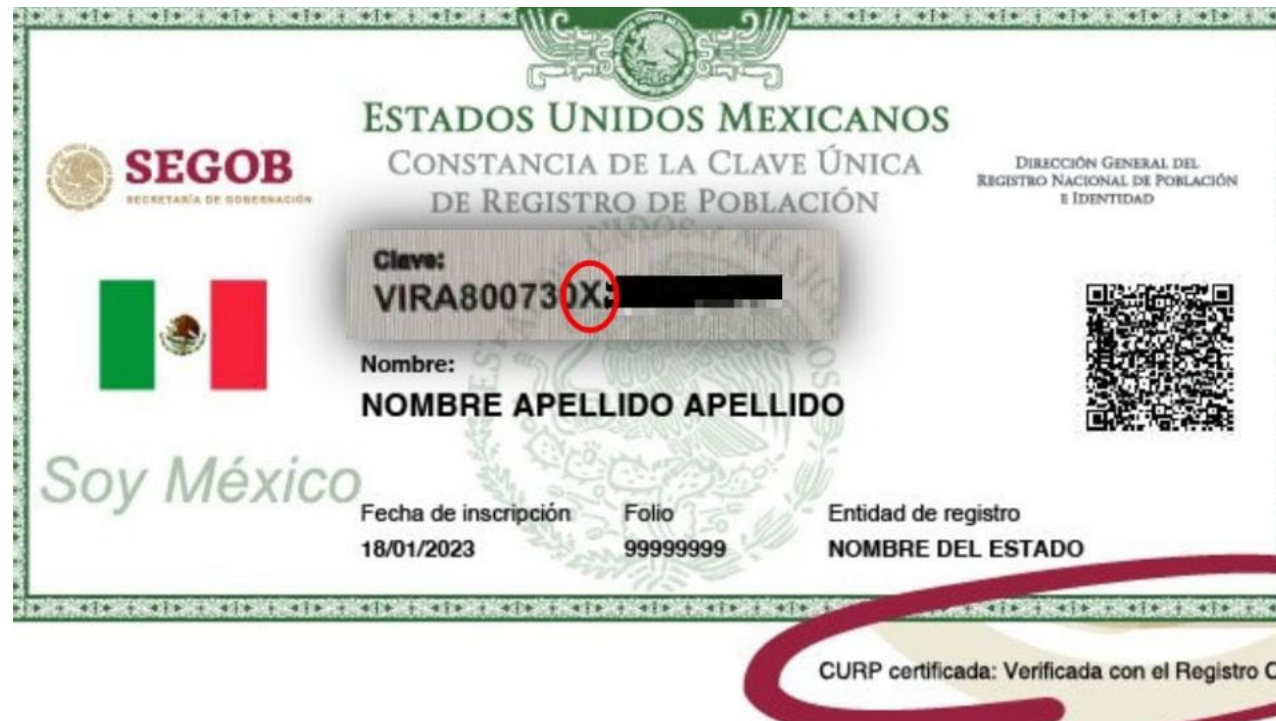 ESTADOS UNIDOS MEXICANOS
CONSTANCIA DE LA CLAVE ÚNICA
DE REGISTRO DE POBLACIÓN
SEGOB
SECRETARÍA DE GOBERNACIÓN
DIRECCIÓN GENERAL DEL
REGISTRO NACIONAL DE POBLACIÓN
E IDENTIDAD
Clave:
VIRA800730X
Nombre:
NOMBRE APELLIDO APELLIDO
Soy México
Fecha de inscripción Folio Entidad de registro
18/01/2023 99999999 NOMBRE DEL ESTADO
CURP certificada: Verificada con el Registro C